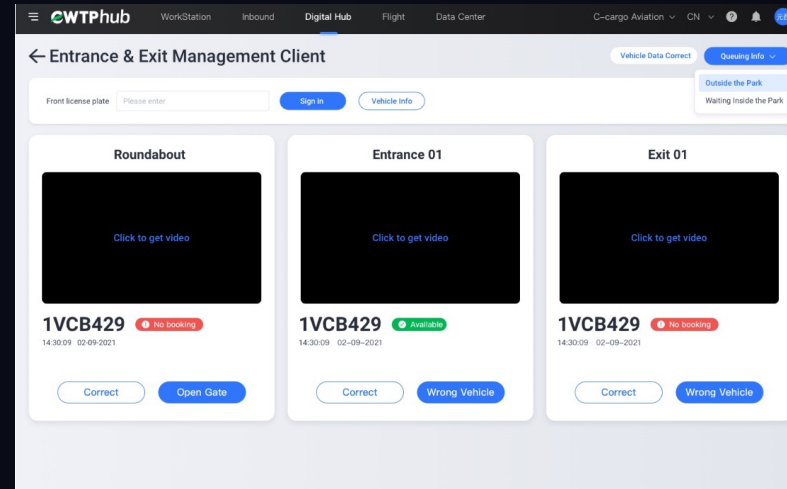 eWTPhub WorkStation Inbound Digital Hub Flight Data Center C-cargo Aviation CN
Entrance & Exit Management Client Vehicle Data Correct Queuing Info
Outside the Park
Waiting Inside the Park
Front license plate Please enter Sign in Vehicle Info
Roundabout Entrance 01 Exit 01
Click to get video Click to get video Click to get video
1VCB429 No booking 1VCB429 Available 1VCB429 No booking
14:30:09 02-09-2021 14:30:09 02-09-2021 14:30:09 02-09-2021
Correct Open Gate Correct Wrong Vehicle Correct Wrong Vehicle